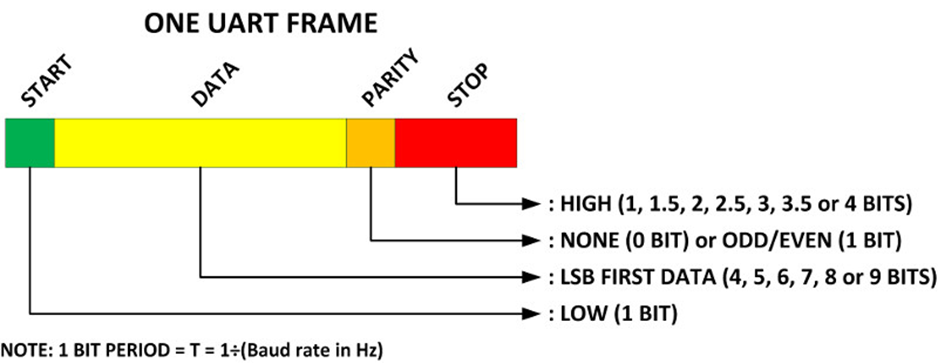 ONE UART FRAME
START
DATA
PARITY
STOP
: HIGH (1, 1.5, 2, 2.5, 3, 3.5 or 4 BITS)
: NONE (0 BIT) or ODD/EVEN (1 BIT)
: LSB FIRST DATA (4, 5, 6, 7, 8 or 9 BITS)
: LOW (1 BIT)
NOTE: 1 BIT PERIOD = T = 1÷(Baud rate in Hz)